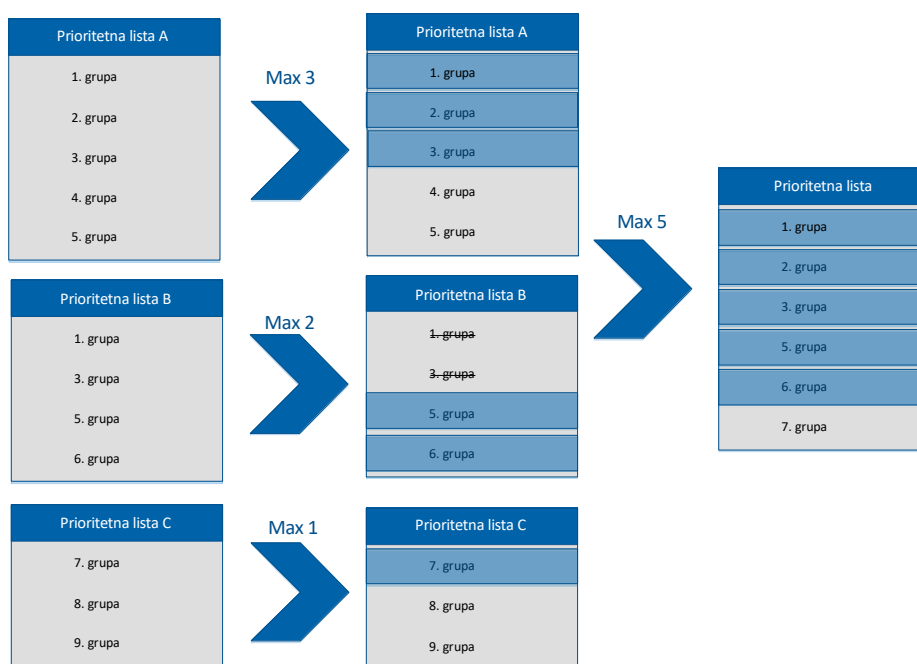 Prioritetna lista A
1. grupa
2. grupa
3. grupa
4. grupa
5. grupa
Max 3
Prioritetna lista A
1. grupa
2. grupa
3. grupa
4. grupa
5. grupa
Prioritetna lista B
1. grupa
3. grupa
5. grupa
6. grupa
Max 2
Prioritetna lista B
1. grupa
3. grupa
5. grupa
6. grupa
Prioritetna lista C
7. grupa
8. grupa
9. grupa
Max 1
Prioritetna lista C
7. grupa
8. grupa
9. grupa
Max 5
Prioritetna lista
1. grupa
2. grupa
3. grupa
5. grupa
6. grupa
7. grupa